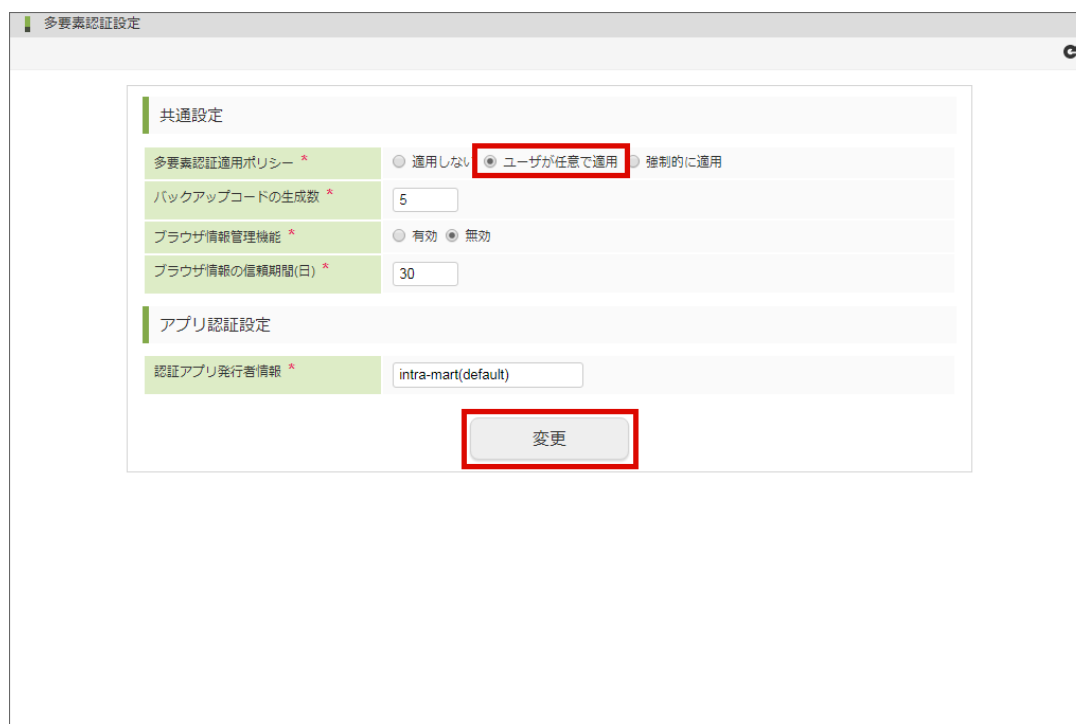 多要素認証設定
共通設定
多要素認証適用ポリシー * 適用しない ユーザが任意で適用 強制的に適用
バックアップコードの生成数 * 5
ブラウザ情報管理機能 * 有効 無効
ブラウザ情報の信頼期間(日) * 30
アプリ認証設定
認証アプリ発行者情報 * intra-mart(default)
変更